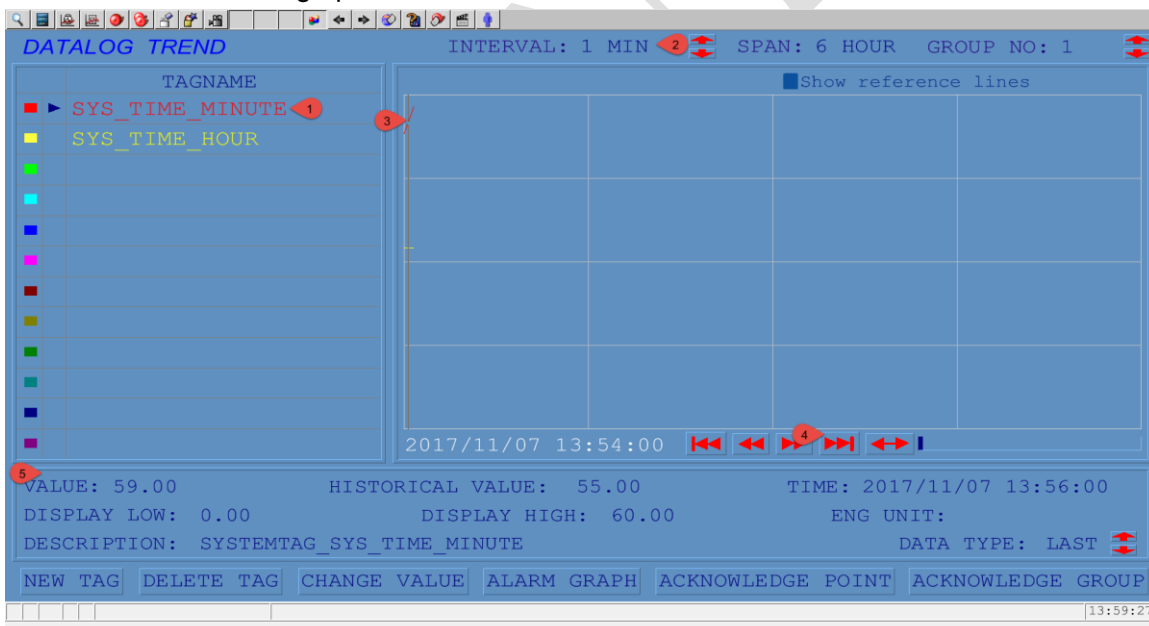 DATALOG TREND INTERVAL: 1 MIN 2 SPAN: 6 HOUR GROUP NO: 1
TAGNAME
SYS_TIME_MINUTE 1
SYS_TIME_HOUR
Show reference lines
3
2017/11/07 13:54:00 4
5
VALUE: 59.00 HISTORICAL VALUE: 55.00 TIME: 2017/11/07 13:56:00
DISPLAY LOW: 0.00 DISPLAY HIGH: 60.00 ENG UNIT:
DESCRIPTION: SYSTEMTAG_SYS_TIME_MINUTE DATA TYPE: LAST
NEW TAG DELETE TAG CHANGE VALUE ALARM GRAPH ACKNOWLEDGE POINT ACKNOWLEDGE GROUP
13:59:27